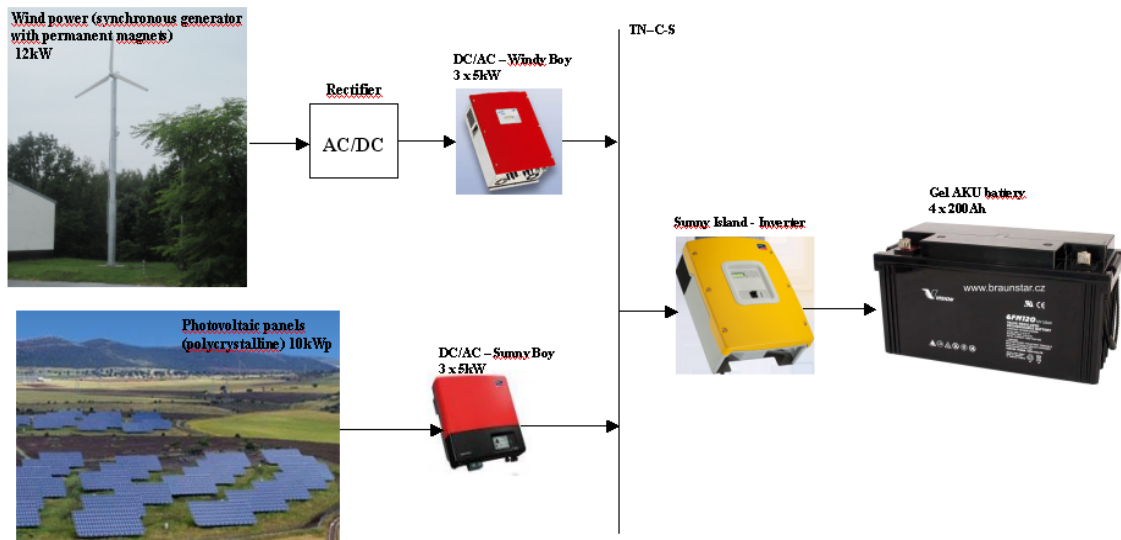 Wind power (synchronous generator
with permanent magnets)
12kW
Rectifier
AC/DC
DC/AC – Windy Boy
3 x 5kW
TN–C-S
Photovoltaic panels
(polycrystalline) 10kWp
DC/AC – Sunny Boy
3 x 5kW
Sunny Island - Inverter
Gel AKU battery
4 x 200Ah
www.braunstar.cz
VISION
6FM120